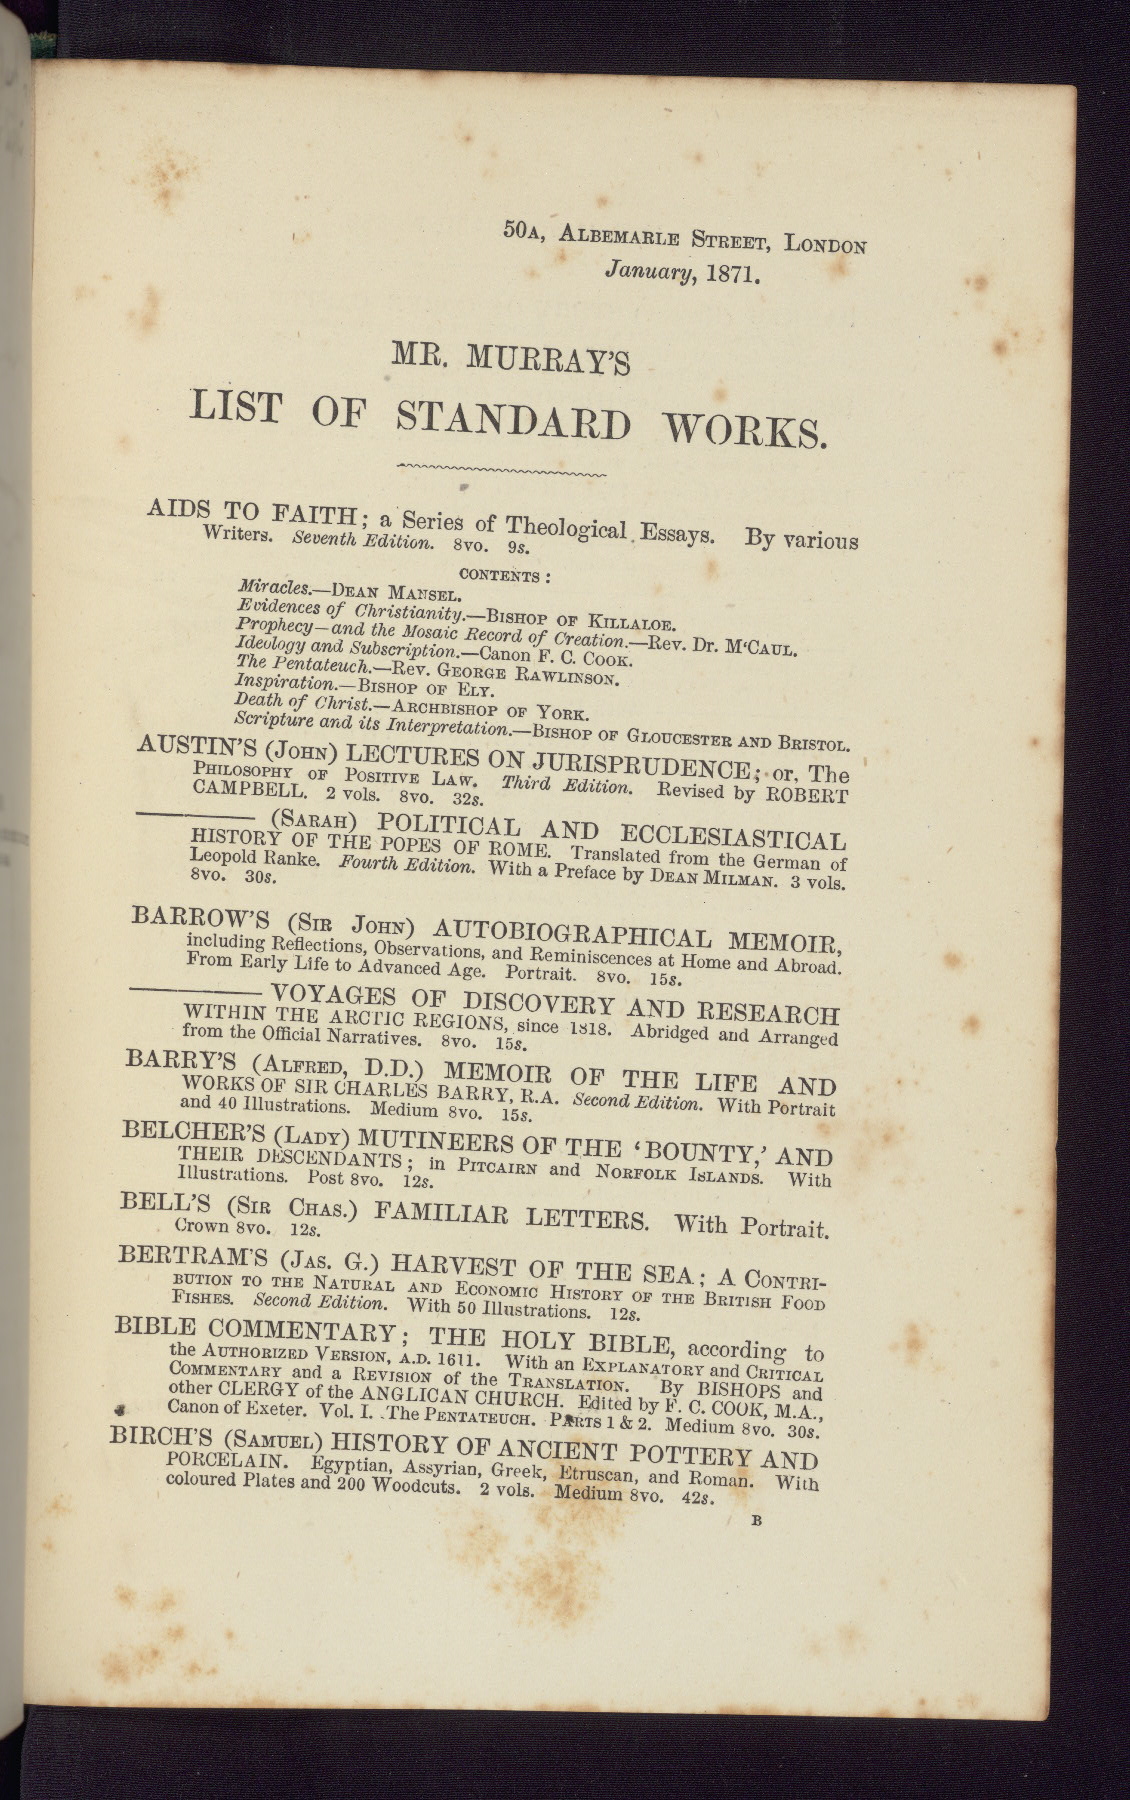 50A, ALBEMARLE STREET, LONDON
January, 1871.
MR. MURRAY'S
LIST OF STANDARD WORKS.
AIDS TO FAITH; a Series of Theological Essays. By various
Writers. Seventh Edition. 8vo. 9s.
CONTENTS:
Miracles.—DEAN MANSEL.
Evidences of Christianity.—BISHOP OF KILLALOE.
Prophecy—and the Mosaic Record of Creation.—Rev. Dr. M‘CAUL.
Ideology and Subscription.—Canon F. C. COOK.
The Pentateuch.—Rev. GEORGE RAWLINSON.
Inspiration.—BISHOP OF ELY.
Death of Christ.—ARCHBISHOP OF YORK.
Scripture and its Interpretation.—BISHOP OF GLOUCESTER AND BRISTOL.
AUSTIN'S (JOHN) LECTURES ON JURISPRUDENCE; or, The
PHILOSOPHY OF POSITIVE LAW. Third Edition. Revised by ROBERT
CAMPBELL. 2 vols. 8vo. 32s.
———— (SARAH) POLITICAL AND ECCLESIASTICAL
HISTORY OF THE POPES OF ROME. Translated from the German of
Leopold Ranke. Fourth Edition. With a Preface by DEAN MILMAN. 3 vols.
8vo. 30s.
BARROW'S (SIR JOHN) AUTOBIOGRAPHICAL MEMOIR,
including Reflections, Observations, and Reminiscences at Home and Abroad.
From Early Life to Advanced Age. Portrait. 8vo. 15s.
———— VOYAGES OF DISCOVERY AND RESEARCH
WITHIN THE ARCTIC REGIONS, since 1818. Abridged and Arranged
from the Official Narratives. 8vo. 15s.
BARRY'S (ALFRED, D.D.) MEMOIR OF THE LIFE AND
WORKS OF SIR CHARLES BARRY, R.A. Second Edition. With Portrait
and 40 Illustrations. Medium 8vo. 15s.
BELCHER'S (LADY) MUTINEERS OF THE ‘BOUNTY,’ AND
THEIR DESCENDANTS; in PITCAIRN and NORFOLK ISLANDS. With
Illustrations. Post 8vo. 12s.
BELL'S (SIR CHAS.) FAMILIAR LETTERS. With Portrait.
Crown 8vo. 12s.
BERTRAM'S (JAS. G.) HARVEST OF THE SEA; A CONTRI-
BUTION TO THE NATURAL AND ECONOMIC HISTORY OF THE BRITISH FOOD
FISHES. Second Edition. With 50 Illustrations. 12s.
BIBLE COMMENTARY; THE HOLY BIBLE, according to
the AUTHORIZED VERSION, A.D. 1611. With an EXPLANATORY and CRITICAL
COMMENTARY and a REVISION of the TRANSLATION. By BISHOPS and
other CLERGY of the ANGLICAN CHURCH. Edited by F. C. COOK, M.A.,
Canon of Exeter. Vol. I. The PENTATEUCH. PARTS 1 & 2. Medium 8vo. 30s.
BIRCH'S (SAMUEL) HISTORY OF ANCIENT POTTERY AND
PORCELAIN. Egyptian, Assyrian, Greek, Etruscan, and Roman. With
coloured Plates and 200 Woodcuts. 2 vols. Medium 8vo. 42s.
B